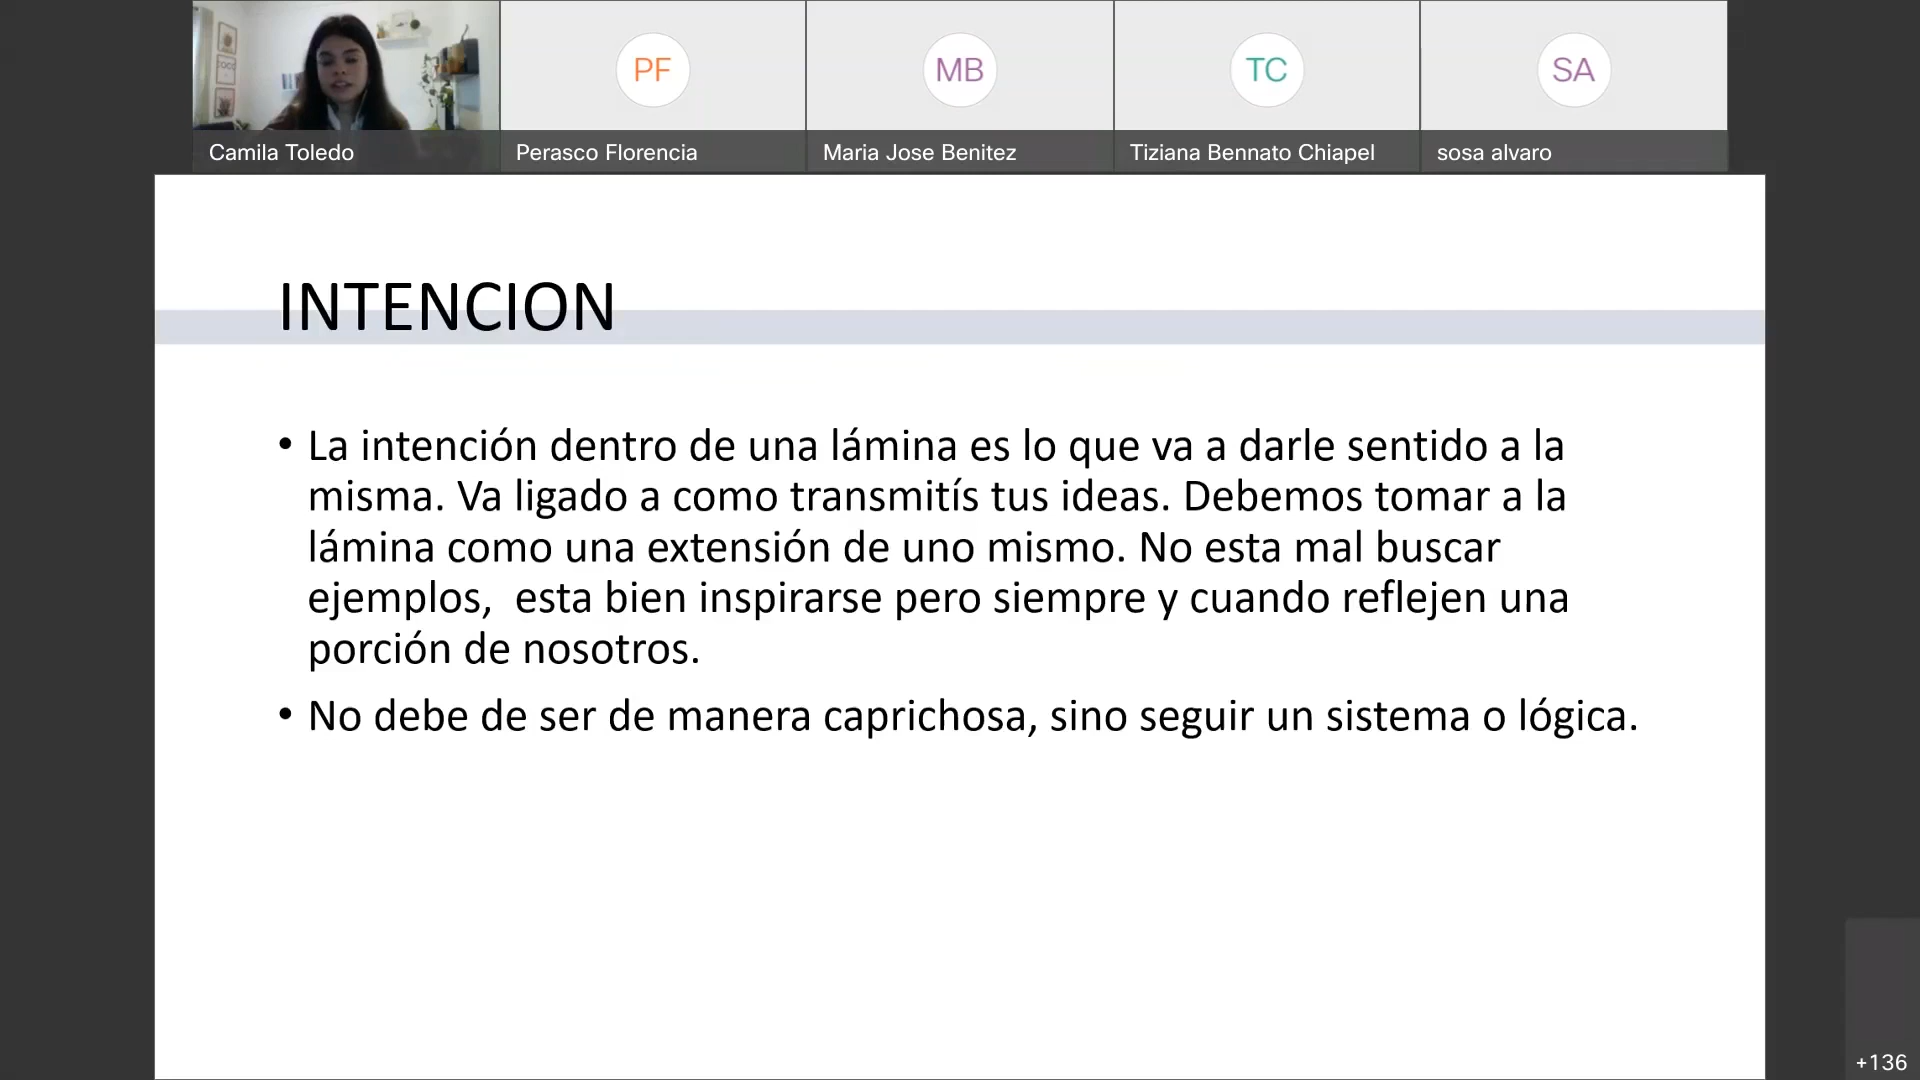 PF
MB
TC
SA
Camila Toledo
Perasco Florencia
Maria Jose Benitez
Tiziana Bennato Chiapel
sosa alvaro
INTENCION
• La intención dentro de una lámina es lo que va a darle sentido a la
misma. Va ligado a como transmitís tus ideas. Debemos tomar a la
lámina como una extensión de uno mismo. No esta mal buscar
ejemplos,  esta bien inspirarse pero siempre y cuando reflejen una
porción de nosotros.
• No debe de ser de manera caprichosa, sino seguir un sistema o lógica.
+136